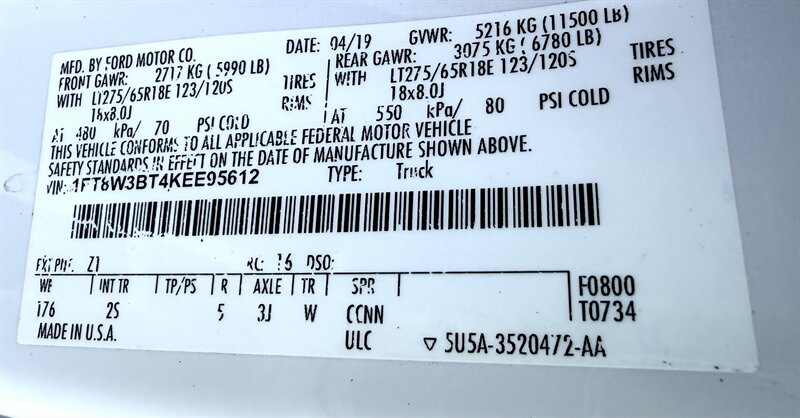 MFD. BY FORD MOTOR CO. DATE: 04/19 GVWR: 5216 KG (11500 LB)
FRONT GAWR: 2717 KG (5990 LB) REAR GAWR: 3075 KG (6780 LB)
WITH LT275/65R18E 123/120S TIRES WITH LT275/65R18E 123/120S TIRES
18x8.0J RIMS 18x8.0J RIMS
AT 480 kPa/ 70 PSI COLD AT 550 kPa/ 80 PSI COLD
THIS VEHICLE CONFORMS TO ALL APPLICABLE FEDERAL MOTOR VEHICLE
SAFETY STANDARDS IN EFFECT ON THE DATE OF MANUFACTURE SHOWN ABOVE.
VIN: 1FT8W3BT4KEE95612 TYPE: Truck
EXT PNT: Z1 RC: 16 DSO:
WB INT TR TP/PS R AXLE TR SPR F0800
176 2S 5 3J W CCNN T0734
MADE IN U.S.A. ULC ▽ 5U5A-3520472-AA